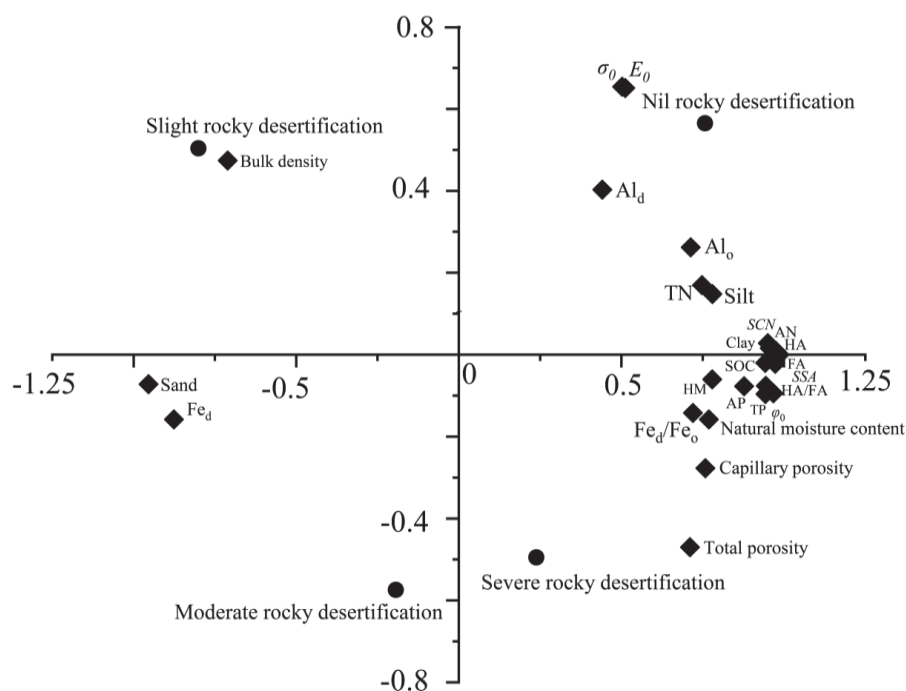 0.8
σ0 E0
Nil rocky desertification
Slight rocky desertification
Bulk density
0.4
Ald
Alo
TN
Silt
SCN
AN
Clay
HA
-1.25
-0.5
0
0.5
1.25
SOC
FA
SSA
Sand
HM
HA/FA
Fed
AP
TP
φ0
Fed/Feo
Natural moisture content
Capillary porosity
-0.4
Total porosity
Severe rocky desertification
Moderate rocky desertification
-0.8